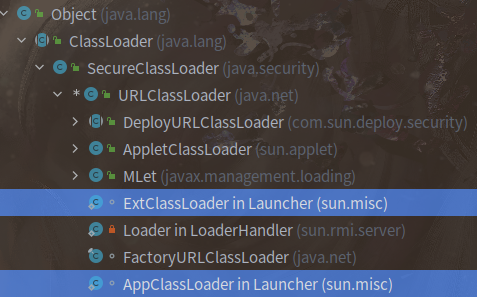 Object (java.lang)
ClassLoader (java.lang)
SecureClassLoader (java.security)
* URLClassLoader (java.net)
DeployURLClassLoader (com.sun.deploy.security)
AppletClassLoader (sun.applet)
MLet (javax.management.loading)
ExtClassLoader in Launcher (sun.misc)
Loader in LoaderHandler (sun.rmi.server)
FactoryURLClassLoader (java.net)
AppClassLoader in Launcher (sun.misc)